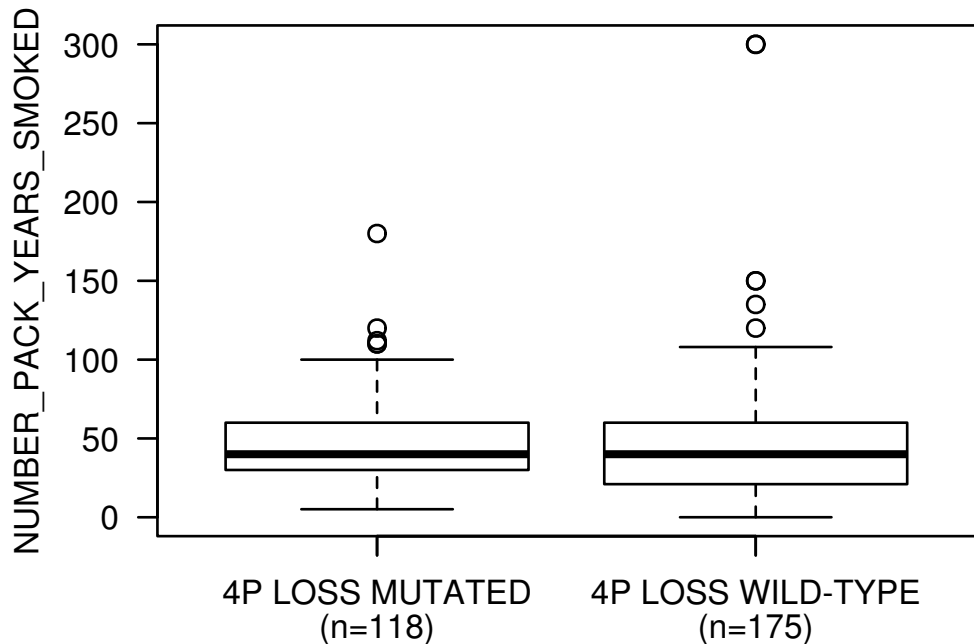 NUMBER_PACK_YEARS_SMOKED
300
250
200
150
100
50
0
4P LOSS MUTATED
(n=118)
4P LOSS WILD-TYPE
(n=175)